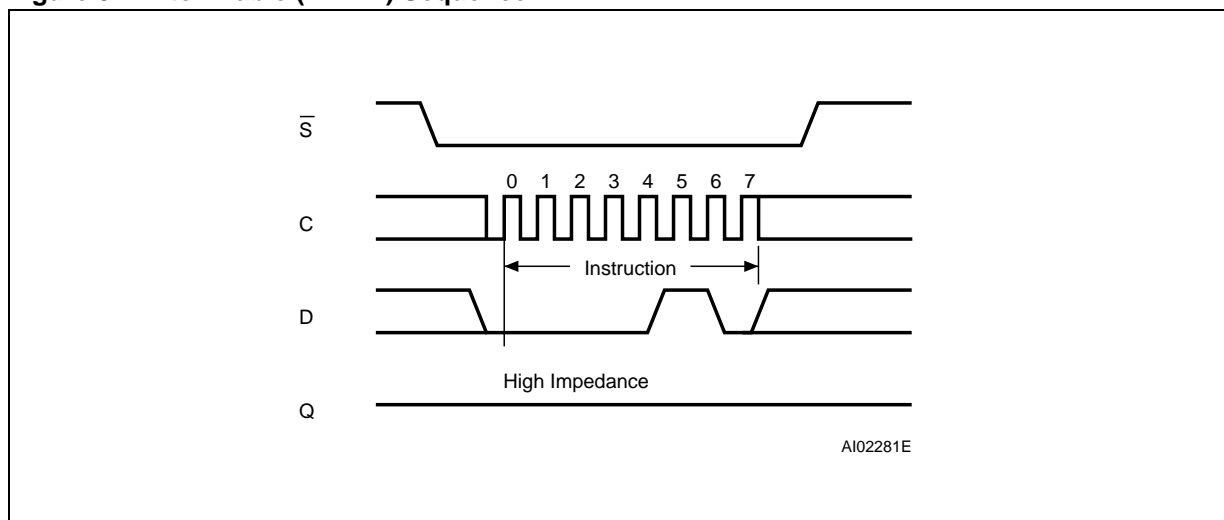 S̅
0 1 2 3 4 5 6 7
C
Instruction
D
High Impedance
Q
AI02281E